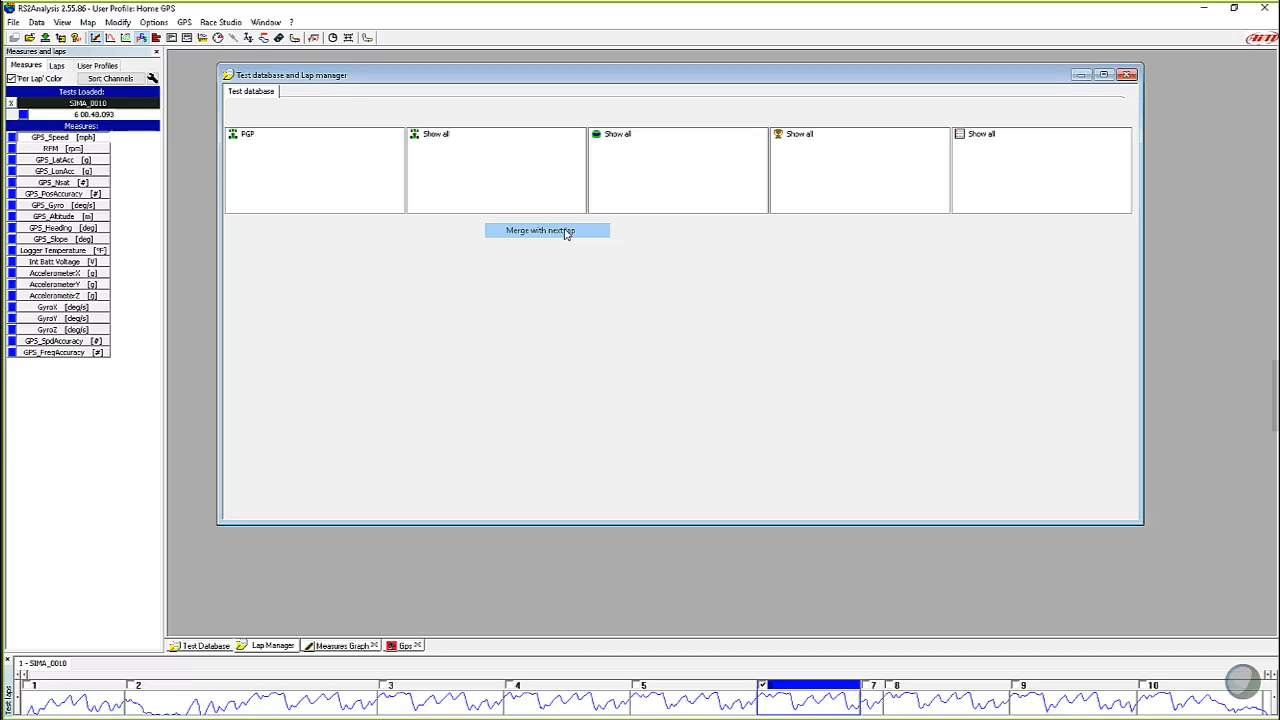 RS2Analysis 2.55.86 - User Profile: Home GPS
File Data View Map Modify Options GPS Race Studio Window ?
Measures and laps
Measures Laps User Profiles
'Per Lap' Color Sort Channels
Tests Loaded:
X SIMA_0010
6 00.48.093
Measures:
GPS_Speed [mph]
RPM [rpm]
GPS_LatAcc [g]
GPS_LonAcc [g]
GPS_Nsat [#]
GPS_PosAccuracy [#]
GPS_Gyro [deg/s]
GPS_Altitude [m]
GPS_Heading [deg]
GPS_Slope [deg]
Logger Temperature [°F]
Int Batt Voltage [V]
AccelerometerX [g]
AccelerometerY [g]
AccelerometerZ [g]
GyroX [deg/s]
GyroY [deg/s]
GyroZ [deg/s]
GPS_SpdAccuracy [#]
GPS_FreqAccuracy [#]
Test database and Lap manager
Test database
PGP Show all Show all Show all Show all
Merge with next lap
Test Database Lap Manager Measures Graph Gps
1 - SIMA_0010
1 2 3 4 5 7 8 9 10
Test laps